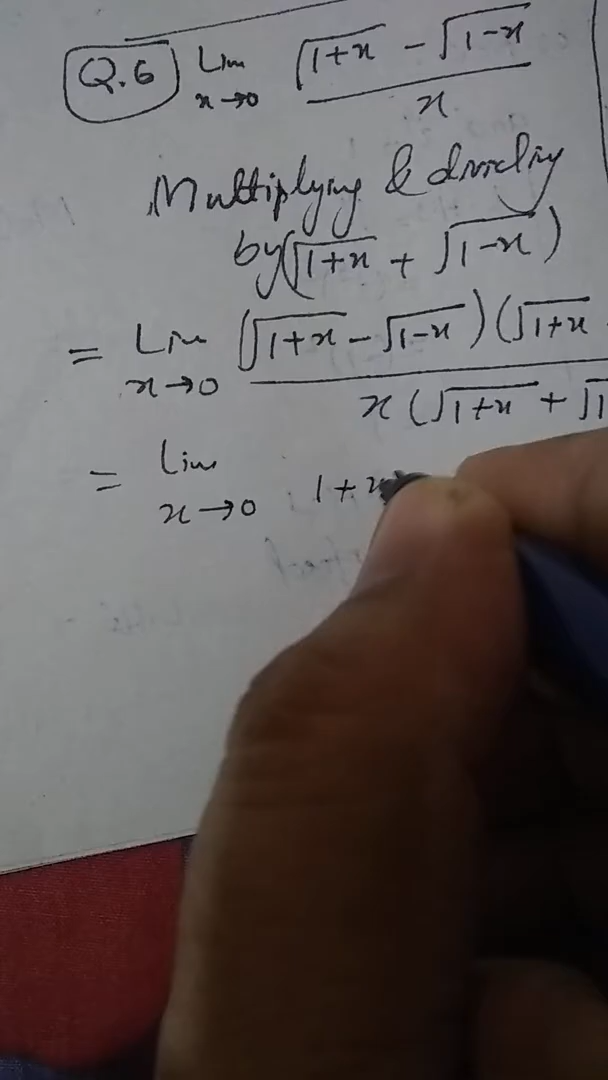 Q.6 Lim x→0 (√(1+x) − √(1−x)) / x
Multiplying & dividing
by (√(1+x) + √(1−x))
= Lim x→0 (√(1+x) − √(1−x)) (√(1+x) / x (√(1+x) + √1
= Lim x→0 1+x